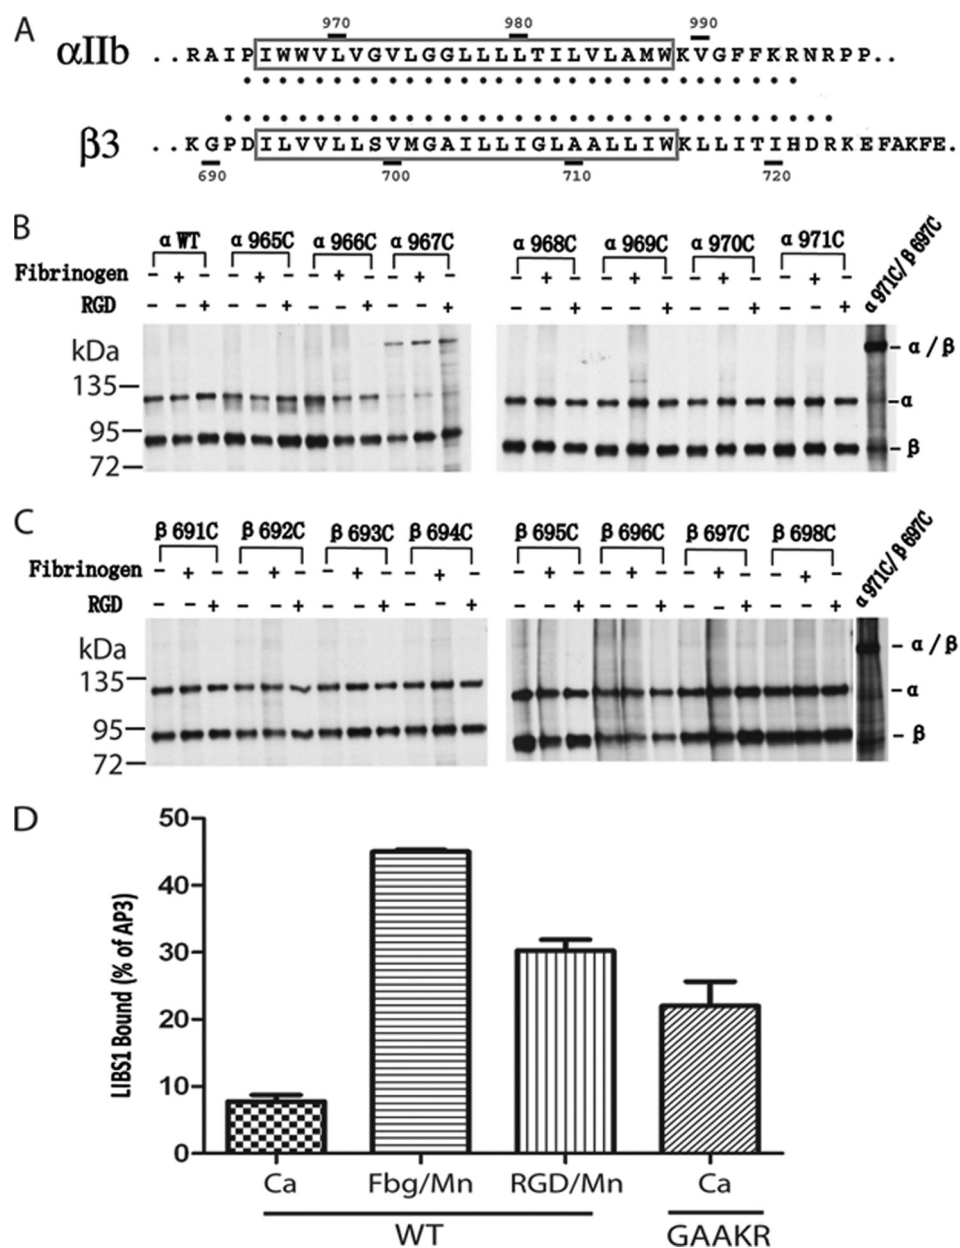 A
970 980 990
αIIb ..RAIPIWWVLVGVLGGLLLLTILVLAMWKVGFFKRNRPP..
β3 ..KGPDILVVLLSVMGAILLIGLAALLIWKLLITIHDRKEFAKFE.
690 700 710 720
B
α WT α 965C α 966C α 967C α 968C α 969C α 970C α 971C α 971C/β 697C
Fibrinogen - + - - + - - + - - + - - + - - + - - + - - + -
RGD - - + - - + - - + - - + - - + - - + - - + - - +
kDa
135
95
72
- α / β
- α
- β
C
β 691C β 692C β 693C β 694C β 695C β 696C β 697C β 698C α 971C/β 697C
Fibrinogen - + - - + - - + - - + - - + - - + - - + - - + -
RGD - - + - - + - - + - - + - - + - - + - - + - - +
kDa
135
95
72
- α / β
- α
- β
D
LIBS1 Bound (% of AP3)
50
40
30
20
10
0
Ca Fbg/Mn RGD/Mn Ca
WT GAAKR